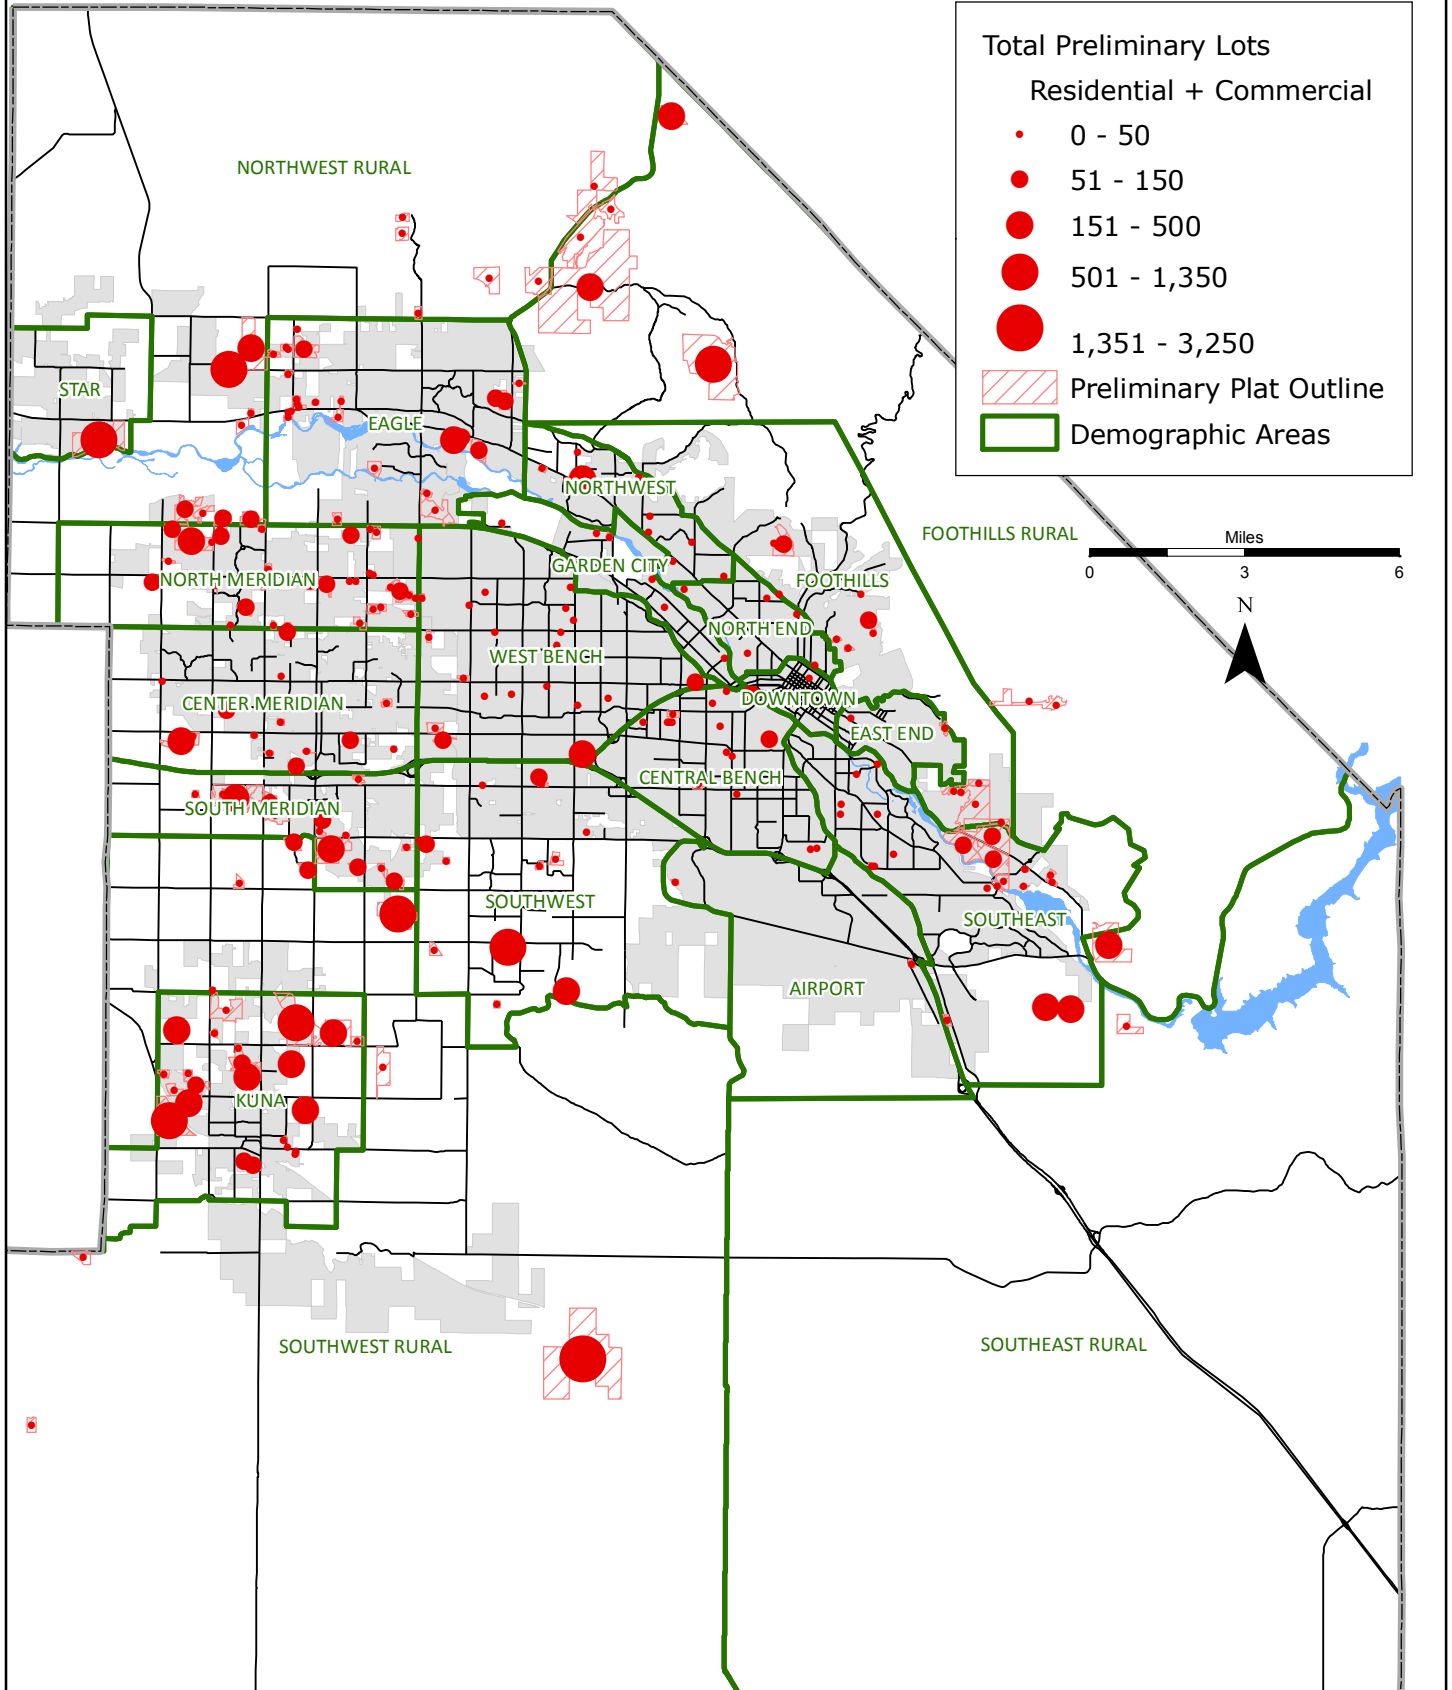 Total Preliminary Lots
Residential + Commercial
0 - 50
51 - 150
151 - 500
501 - 1,350
1,351 - 3,250
Preliminary Plat Outline
Demographic Areas
NORTHWEST RURAL
STAR
EAGLE
NORTHWEST
FOOTHILLS RURAL
Miles
0 3 6
N
GARDEN CITY
NORTH MERIDIAN
FOOTHILLS
NORTH END
WEST BENCH
CENTER MERIDIAN
DOWNTOWN
EAST END
CENTRAL BENCH
SOUTH MERIDIAN
SOUTHWEST
SOUTHEAST
AIRPORT
KUNA
SOUTHWEST RURAL
SOUTHEAST RURAL